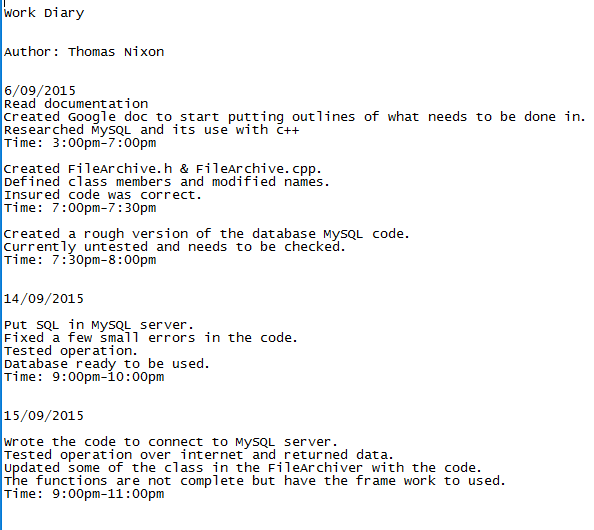 Work Diary
Author: Thomas Nixon
6/09/2015
Read documentation
Created Google doc to start putting outlines of what needs to be done in.
Researched MySQL and its use with c++
Time: 3:00pm-7:00pm
Created FileArchive.h & FileArchive.cpp.
Defined class members and modified names.
Insured code was correct.
Time: 7:00pm-7:30pm
Created a rough version of the database MySQL code.
Currently untested and needs to be checked.
Time: 7:30pm-8:00pm
14/09/2015
Put SQL in MySQL server.
Fixed a few small errors in the code.
Tested operation.
Database ready to be used.
Time: 9:00pm-10:00pm
15/09/2015
Wrote the code to connect to MySQL server.
Tested operation over internet and returned data.
Updated some of the class in the FileArchiver with the code.
The functions are not complete but have the frame work to used.
Time: 9:00pm-11:00pm